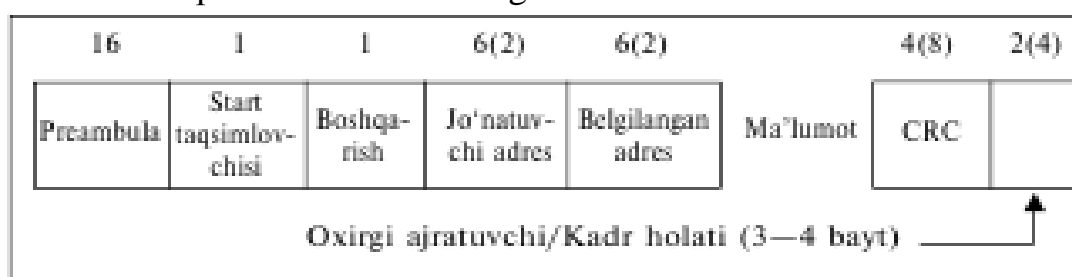 16 1 1 6(2) 6(2) 4(8) 2(4)
Preambula
Start taqsimlov-
chisi
Boshqa-
rish
Jo'natuv-
chi adres
Belgilangan
adres
Ma'lumot
CRC
Oxirgi ajratuvchi/Kadr holati (3—4 bayt)